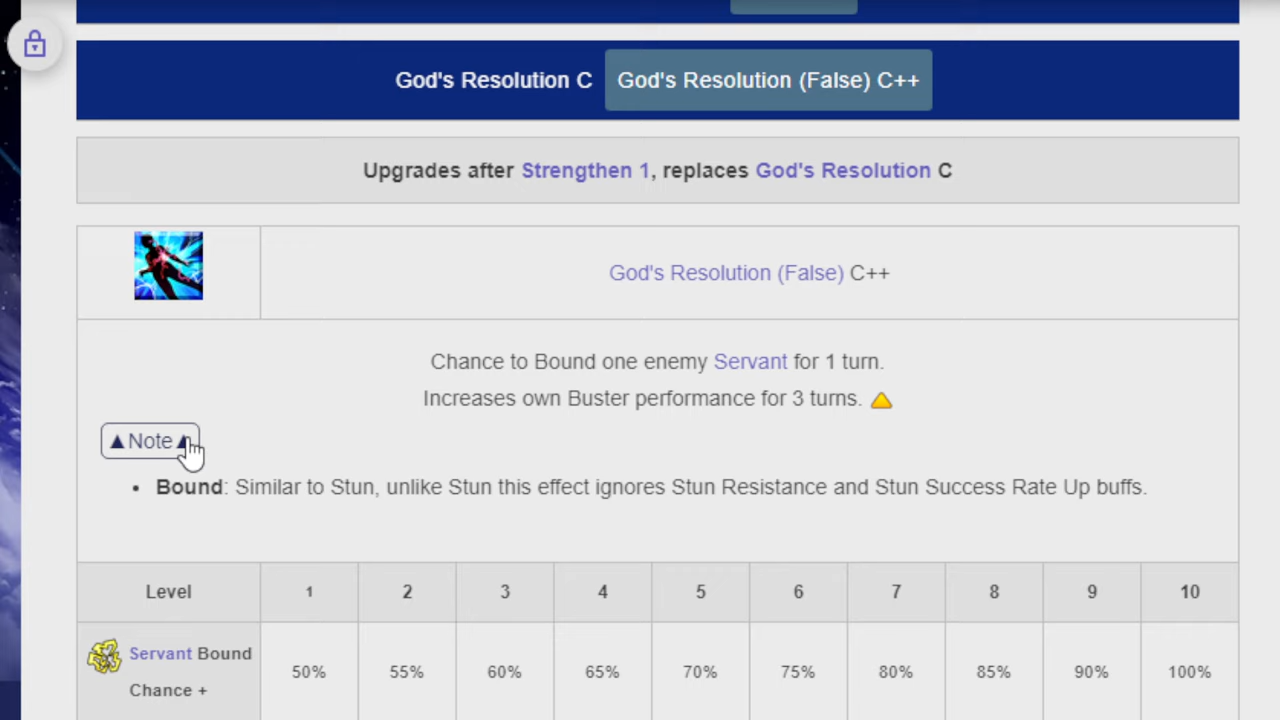 God's Resolution C God's Resolution (False) C++
Upgrades after Strengthen 1, replaces God's Resolution C
God's Resolution (False) C++
Chance to Bound one enemy Servant for 1 turn.
Increases own Buster performance for 3 turns.
▲Note▲
• Bound: Similar to Stun, unlike Stun this effect ignores Stun Resistance and Stun Success Rate Up buffs.
Level 1 2 3 4 5 6 7 8 9 10
Servant Bound
Chance +
50% 55% 60% 65% 70% 75% 80% 85% 90% 100%